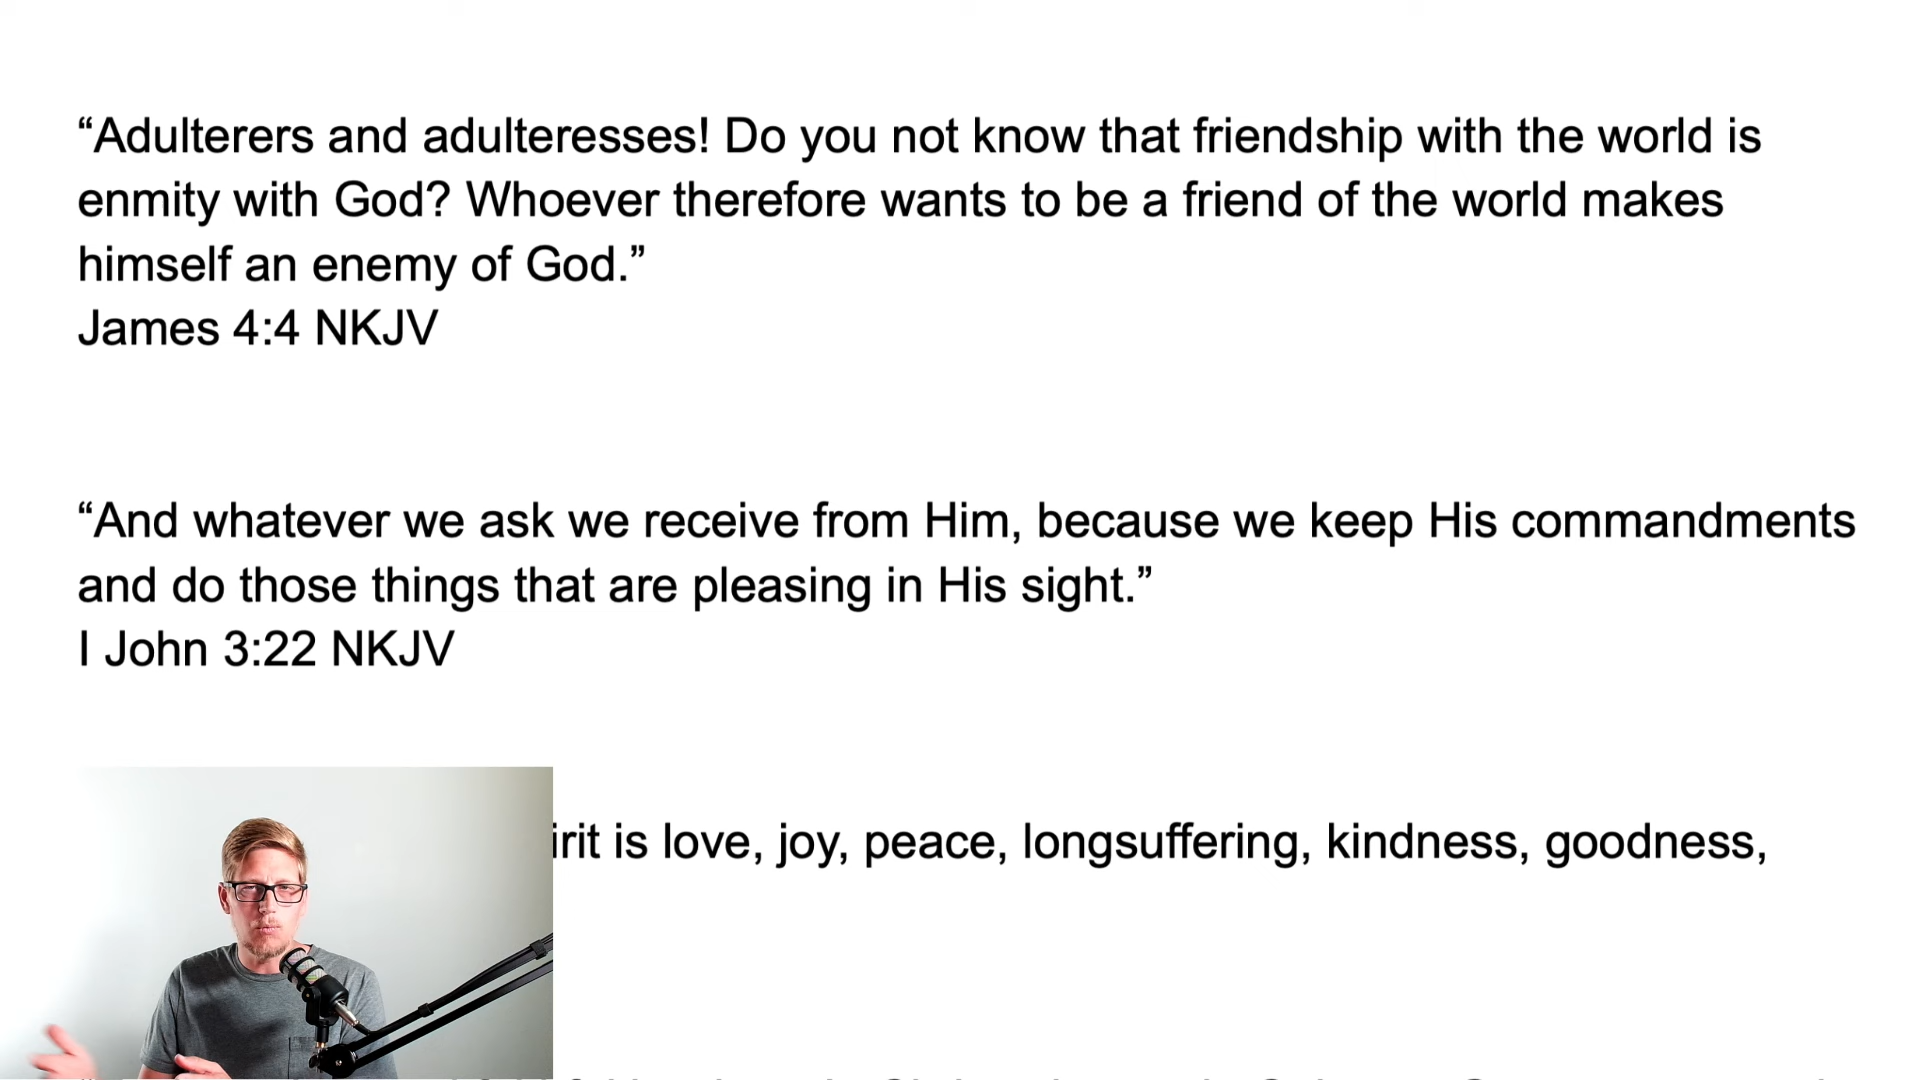 “Adulterers and adulteresses! Do you not know that friendship with the world is
enmity with God? Whoever therefore wants to be a friend of the world makes
himself an enemy of God.”
James 4:4 NKJV
“And whatever we ask we receive from Him, because we keep His commandments
and do those things that are pleasing in His sight.”
I John 3:22 NKJV
irit is love, joy, peace, longsuffering, kindness, goodness,